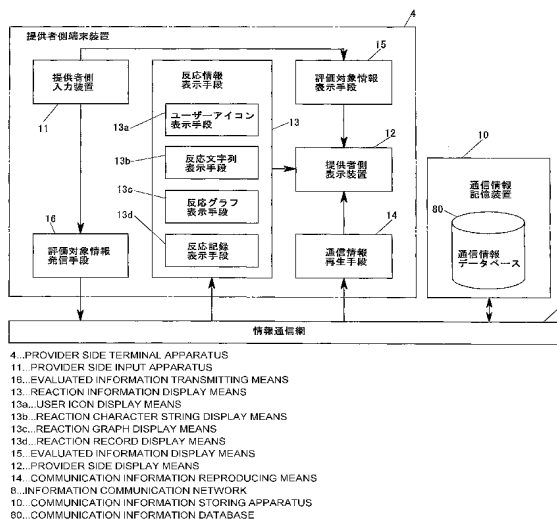 4
提供者側端末装置
提供者側
入力装置
11
反応情報
表示手段
13a
ユーザーアイコン
表示手段
13b
反応文字列
表示手段
13c
反応グラフ
表示手段
13d
反応記録
表示手段
13
15
評価対象情報
表示手段
12
提供者側
表示装置
14
通信情報
再生手段
16
評価対象情報
発信手段
10
通信情報
記憶装置
80
通信情報
データベース
情報通信網
4...PROVIDER SIDE TERMINAL APPARATUS
11...PROVIDER SIDE INPUT APPARATUS
16...EVALUATED INFORMATION TRANSMITTING MEANS
13...REACTION INFORMATION DISPLAY MEANS
13a...USER ICON DISPLAY MEANS
13b...REACTION CHARACTER STRING DISPLAY MEANS
13c...REACTION GRAPH DISPLAY MEANS
13d...REACTION RECORD DISPLAY MEANS
15...EVALUATED INFORMATION DISPLAY MEANS
12...PROVIDER SIDE DISPLAY MEANS
14...COMMUNICATION INFORMATION REPRODUCING MEANS
8...INFORMATION COMMUNICATION NETWORK
10...COMMUNICATION INFORMATION STORING APPARATUS
80...COMMUNICATION INFORMATION DATABASE